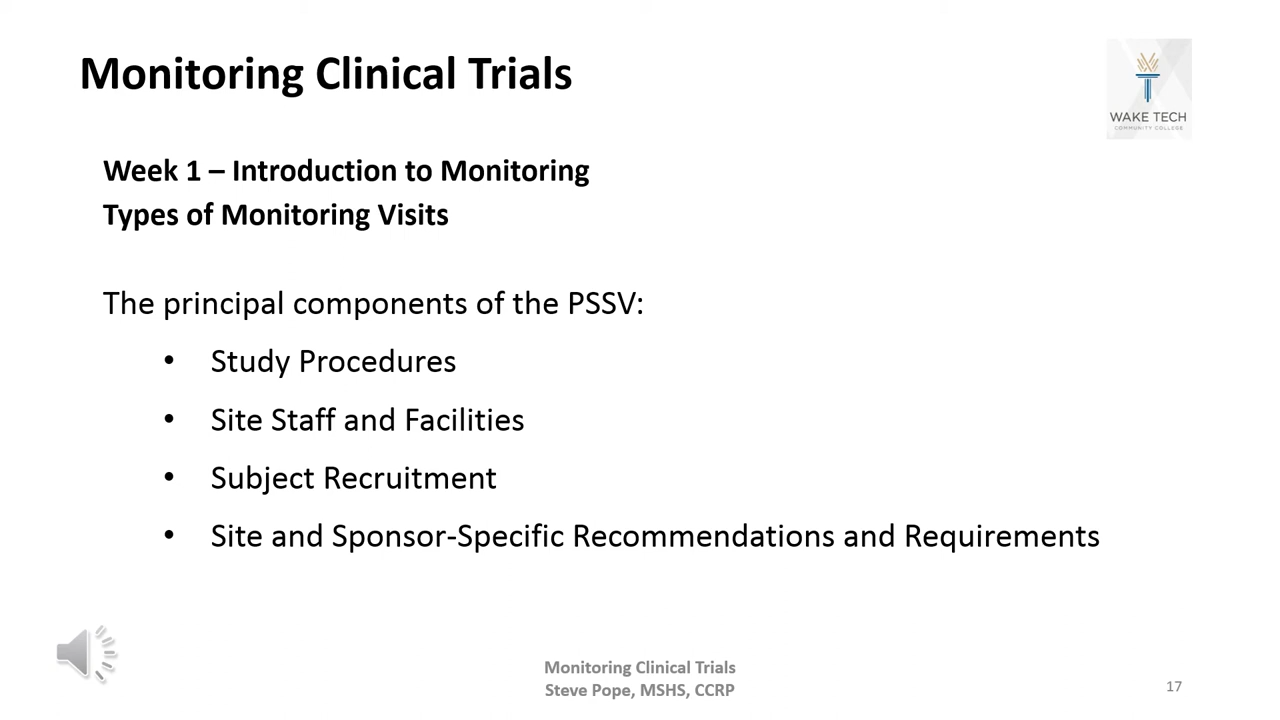 Monitoring Clinical Trials
WAKE TECH
COMMUNITY COLLEGE
Week 1 – Introduction to Monitoring
Types of Monitoring Visits
The principal components of the PSSV:
• Study Procedures
• Site Staff and Facilities
• Subject Recruitment
• Site and Sponsor-Specific Recommendations and Requirements
Monitoring Clinical Trials
Steve Pope, MSHS, CCRP
17